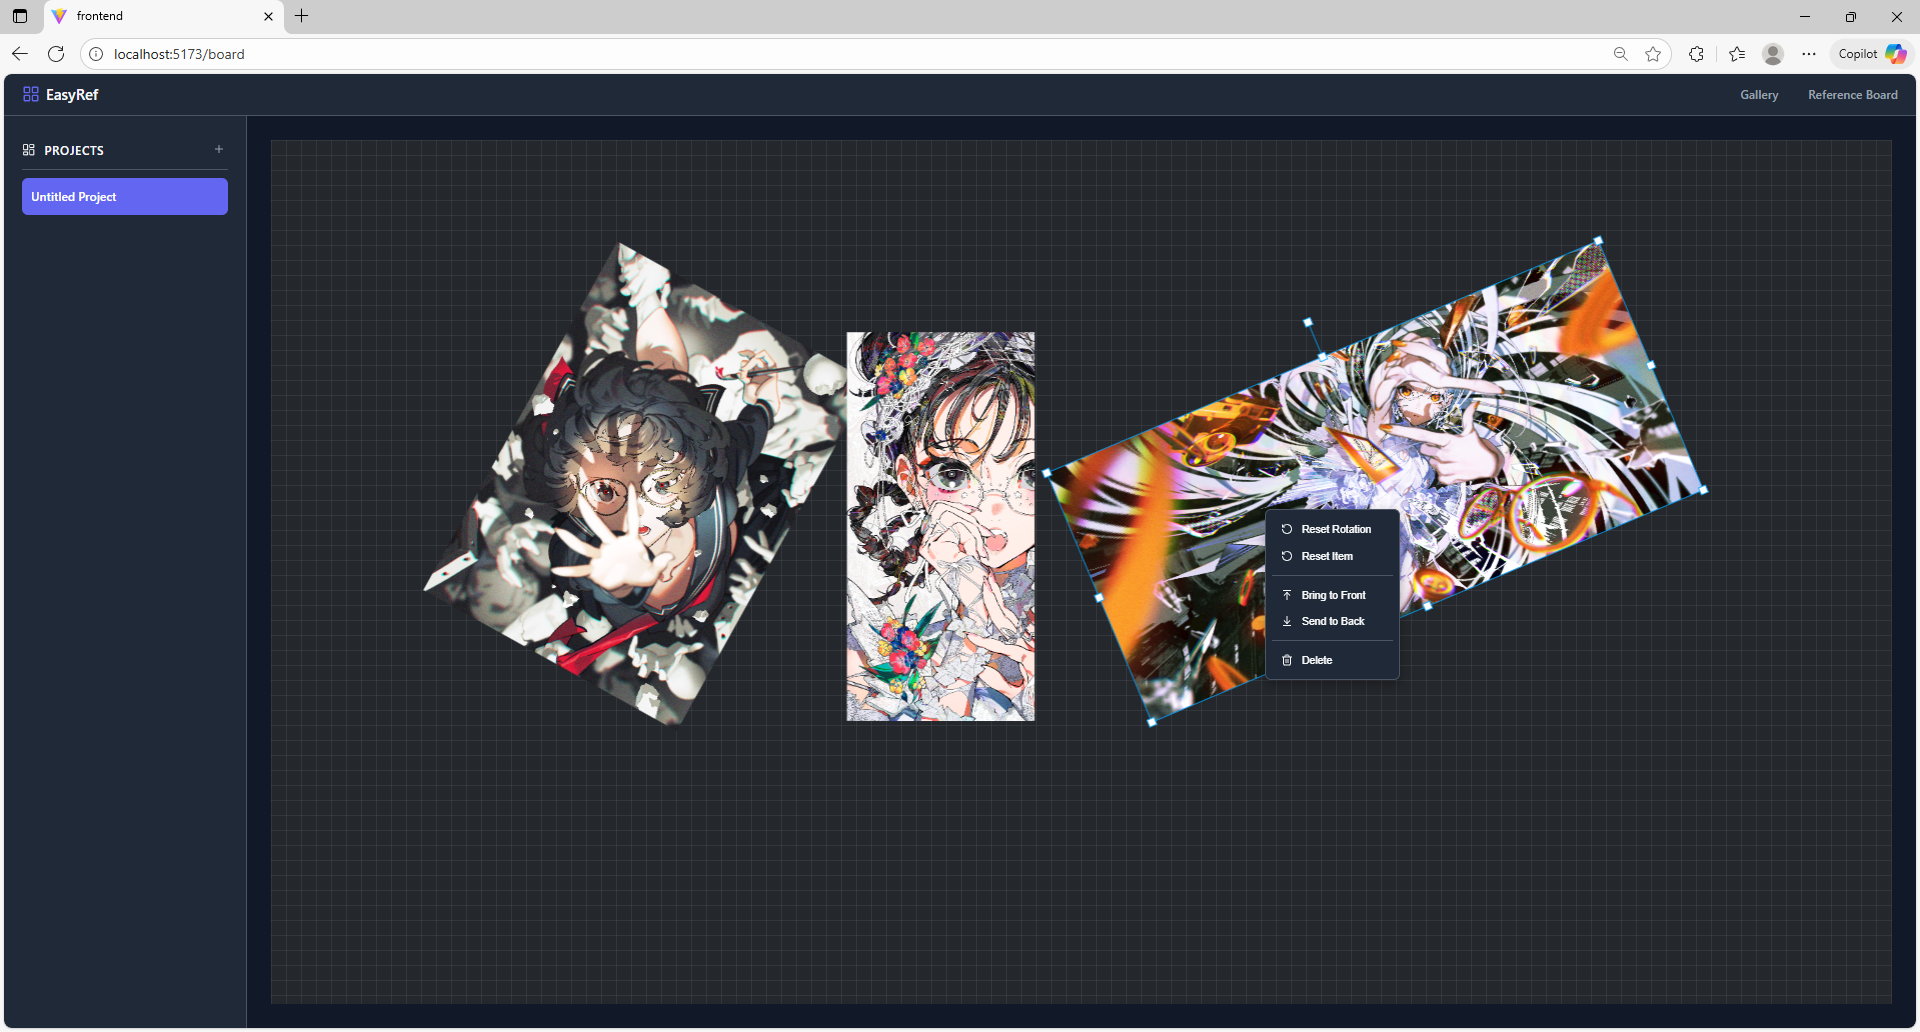 frontend
localhost:5173/board
Copilot
EasyRef
Gallery
Reference Board
PROJECTS
Untitled Project
Reset Rotation
Reset Item
Bring to Front
Send to Back
Delete